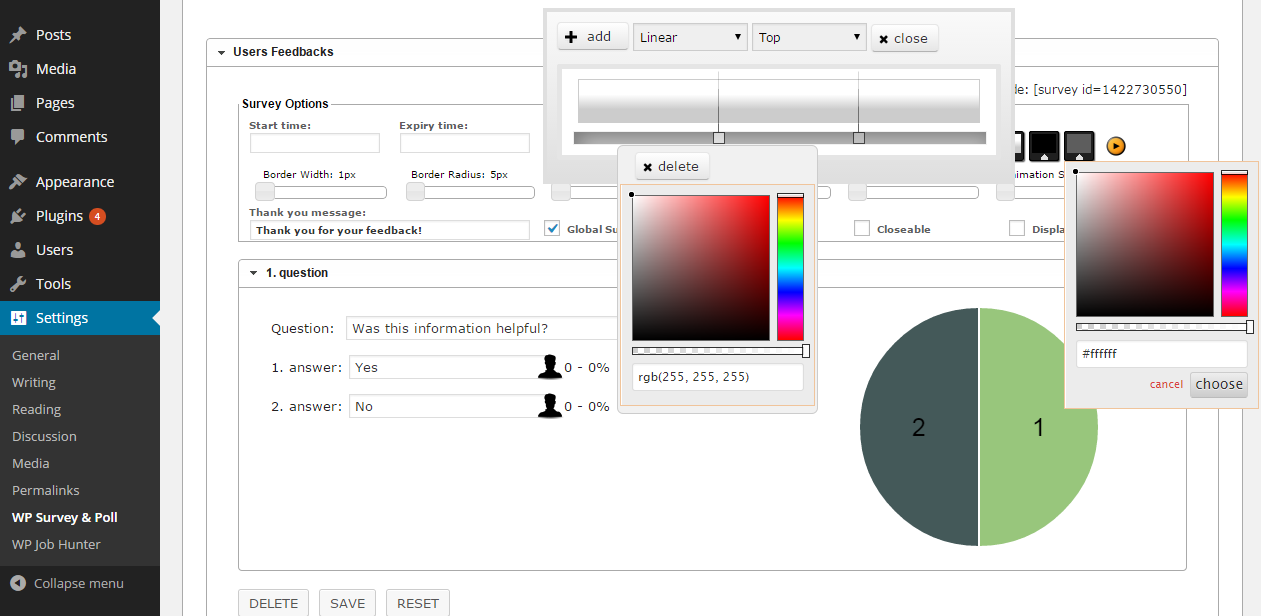 Posts
Media
Pages
Comments
Appearance
Plugins 4
Users
Tools
Settings
General
Writing
Reading
Discussion
Media
Permalinks
WP Survey & Poll
WP Job Hunter
Collapse menu
add Linear Top close
Users Feedbacks
[survey id=1422730550]
Survey Options
Start time: Expiry time:
Border Width: 1px Border Radius: 5px
Thank you message:
Thank you for your feedback!
Global
Closeable
delete
rgb(255, 255, 255)
#ffffff
cancel choose
1. question
Question: Was this information helpful?
1. answer: Yes 0 - 0%
2. answer: No 0 - 0%
2 1
DELETE SAVE RESET